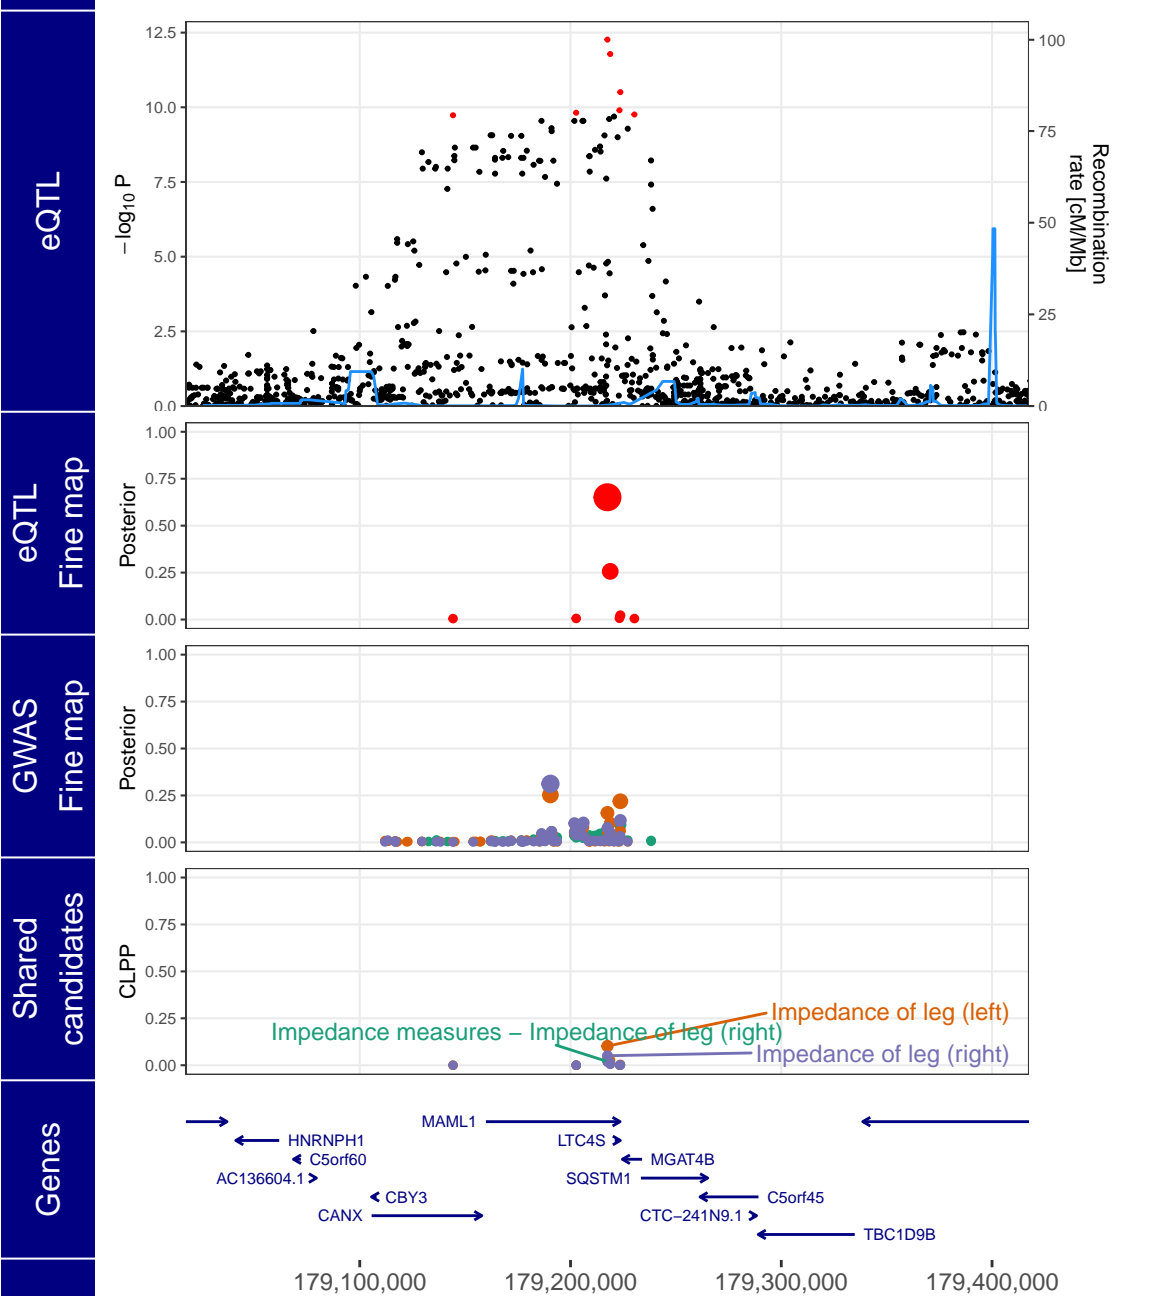 eQTL
12.5
10.0
7.5
5.0
2.5
0.0
−log10 P
100
75
50
25
0
Recombination
rate [cM/Mb]
eQTL
Fine map
1.00
0.75
0.50
0.25
0.00
Posterior
GWAS
Fine map
1.00
0.75
0.50
0.25
0.00
Posterior
Shared
candidates
1.00
0.75
0.50
0.25
0.00
CLPP
Impedance of leg (left)
Impedance measures − Impedance of leg (right)
Impedance of leg (right)
Genes
MAML1
HNRNPH1
LTC4S
C5orf60
MGAT4B
AC136604.1
SQSTM1
CBY3
C5orf45
CANX
CTC−241N9.1
TBC1D9B
179,100,000
179,200,000
179,300,000
179,400,000